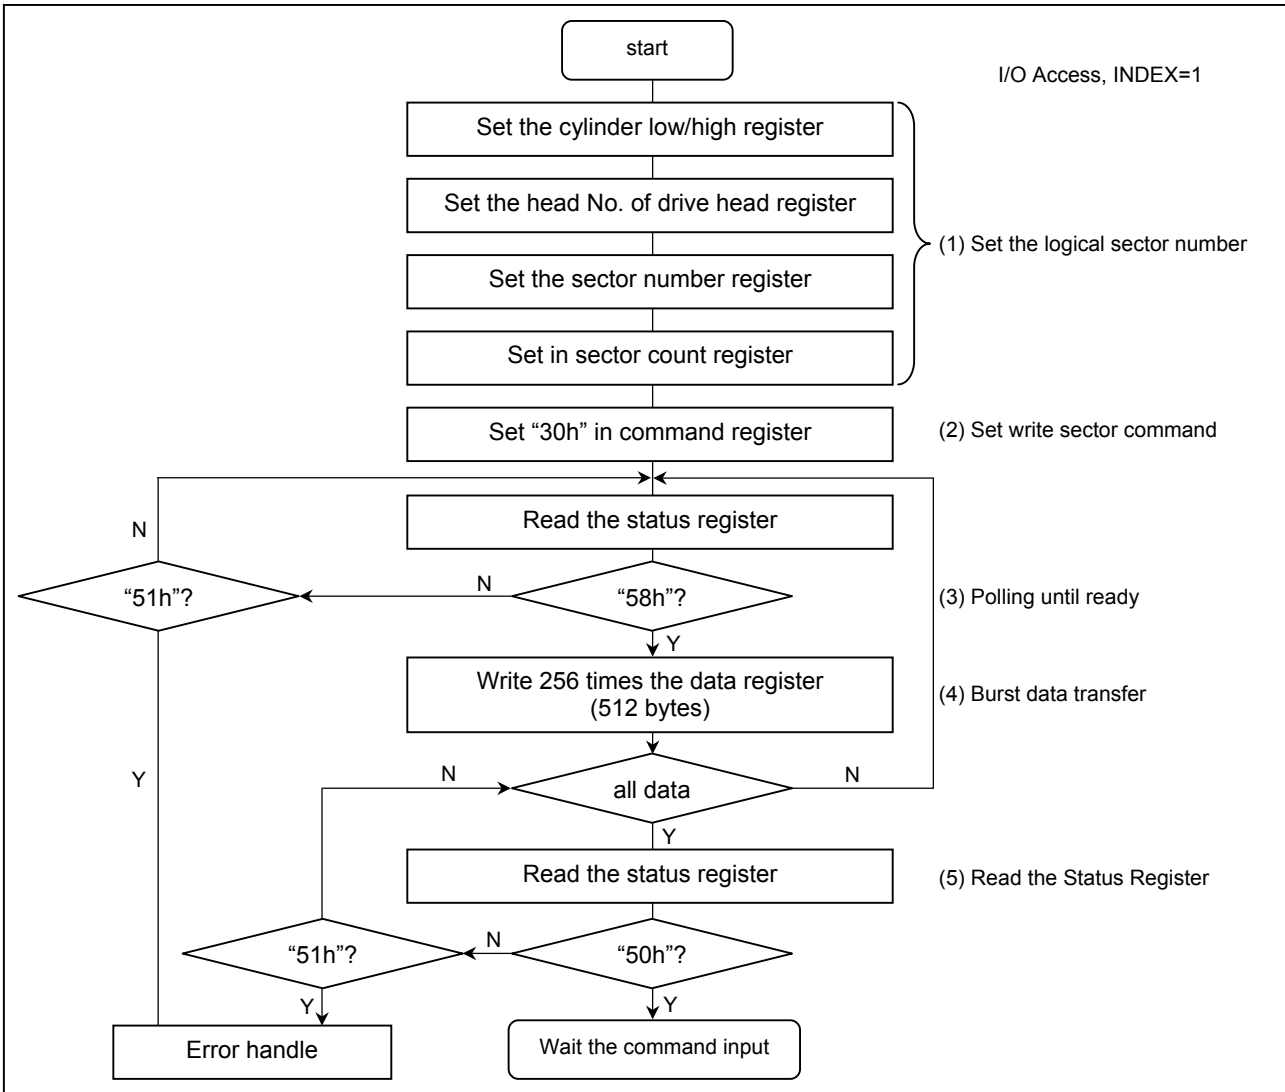 start
I/O Access, INDEX=1
Set the cylinder low/high register
Set the head No. of drive head register
(1) Set the logical sector number
Set the sector number register
Set in sector count register
Set “30h” in command register
(2) Set write sector command
Read the status register
N
“51h”?
N
“58h”?
(3) Polling until ready
Y
Write 256 times the data register
(512 bytes)
(4) Burst data transfer
Y
N
all data
N
Y
Read the status register
(5) Read the Status Register
“51h”?
N
“50h”?
Y
Y
Error handle
Wait the command input